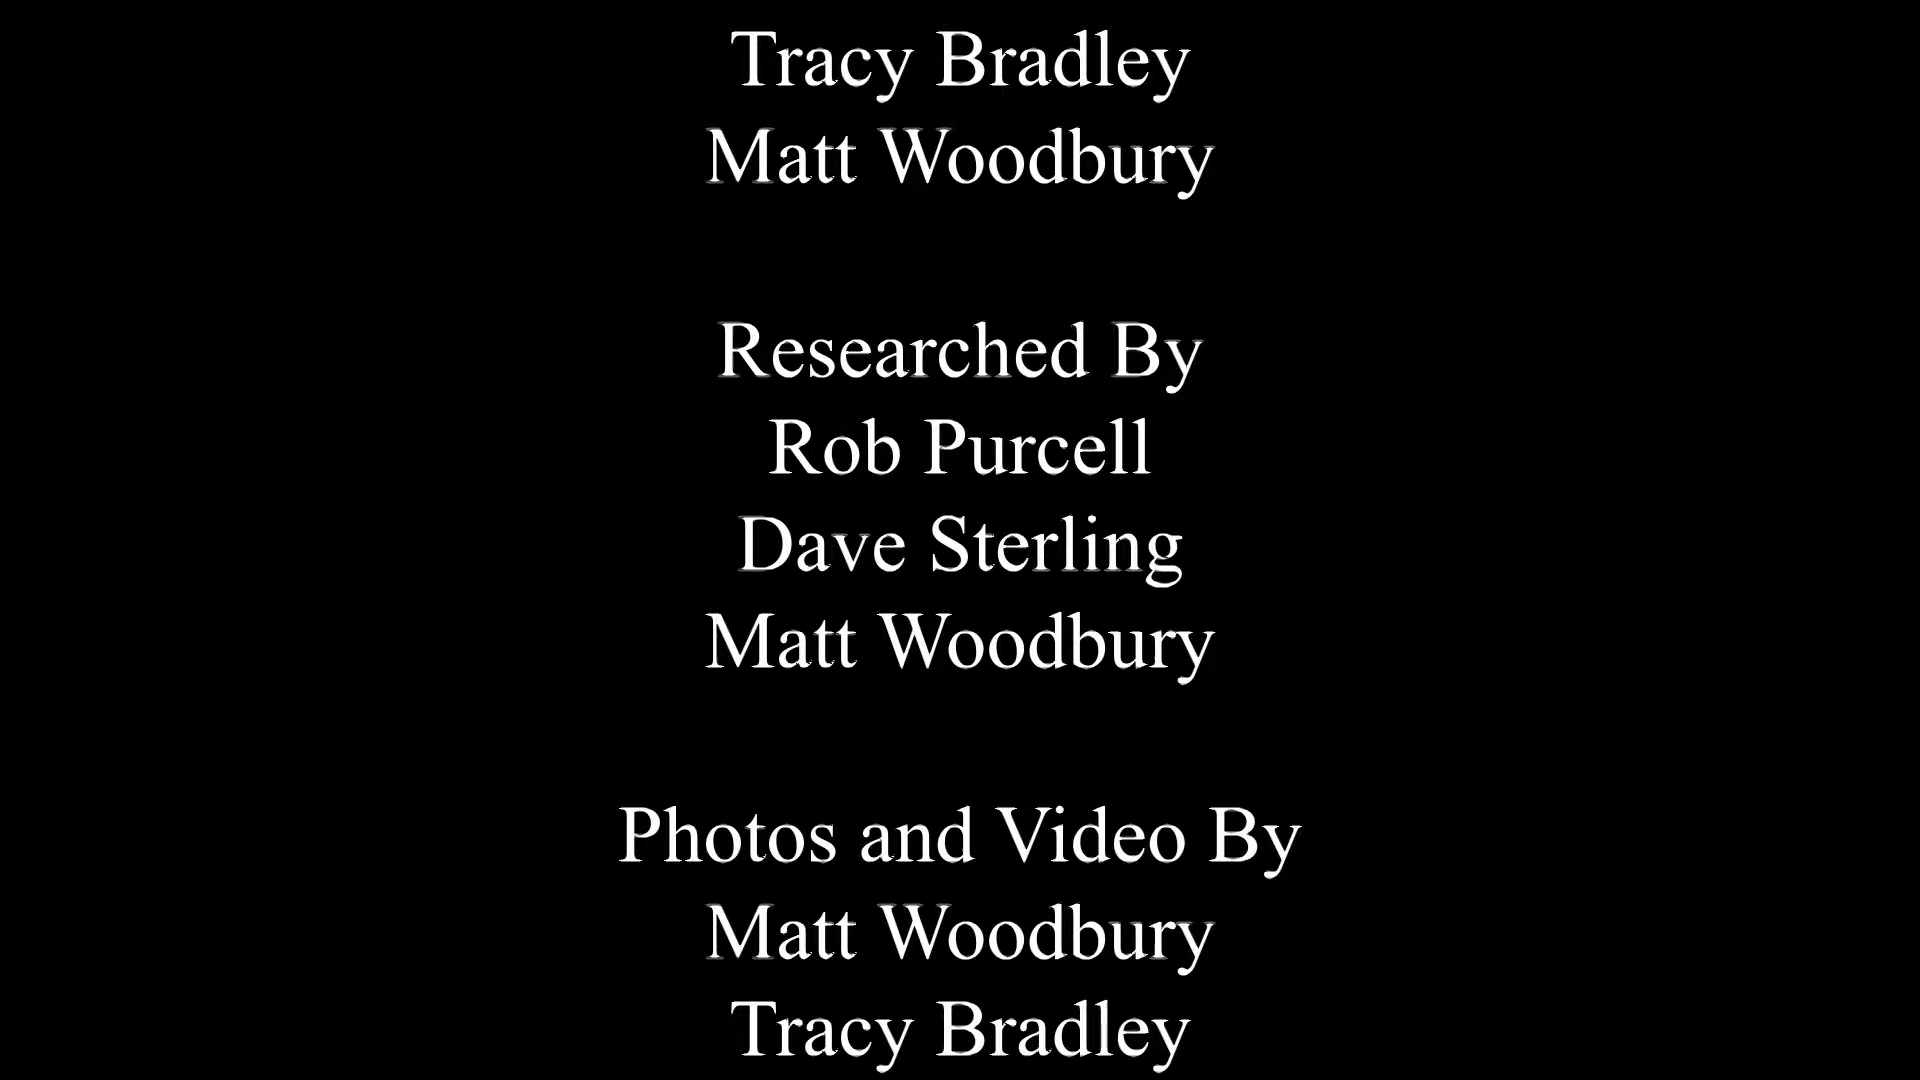 Tracy Bradley
Matt Woodbury
Researched By
Rob Purcell
Dave Sterling
Matt Woodbury
Photos and Video By
Matt Woodbury
Tracy Bradley